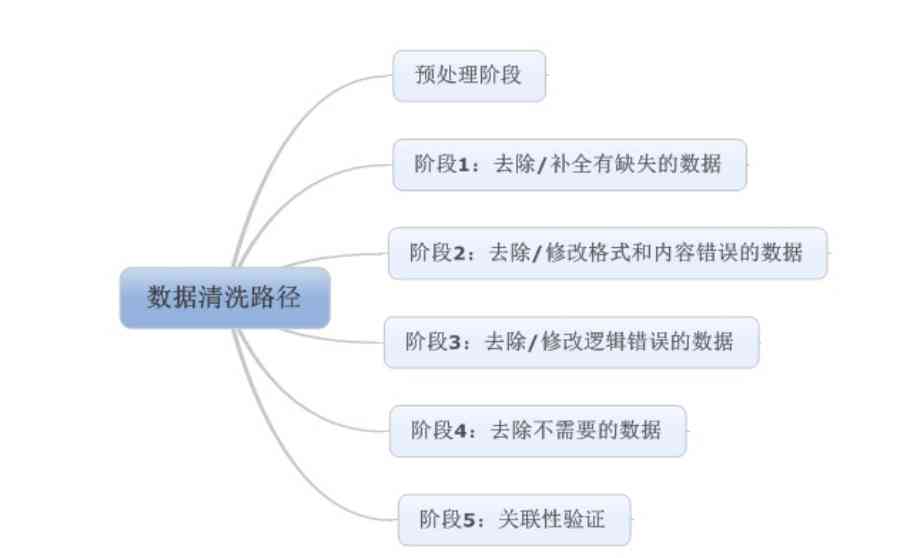 预处理阶段
阶段1：去除/补全有缺失的数据
阶段2：去除/修改格式和内容错误的数据
数据清洗路径
阶段3：去除/修改逻辑错误的数据
阶段4：去除不需要的数据
阶段5：关联性验证